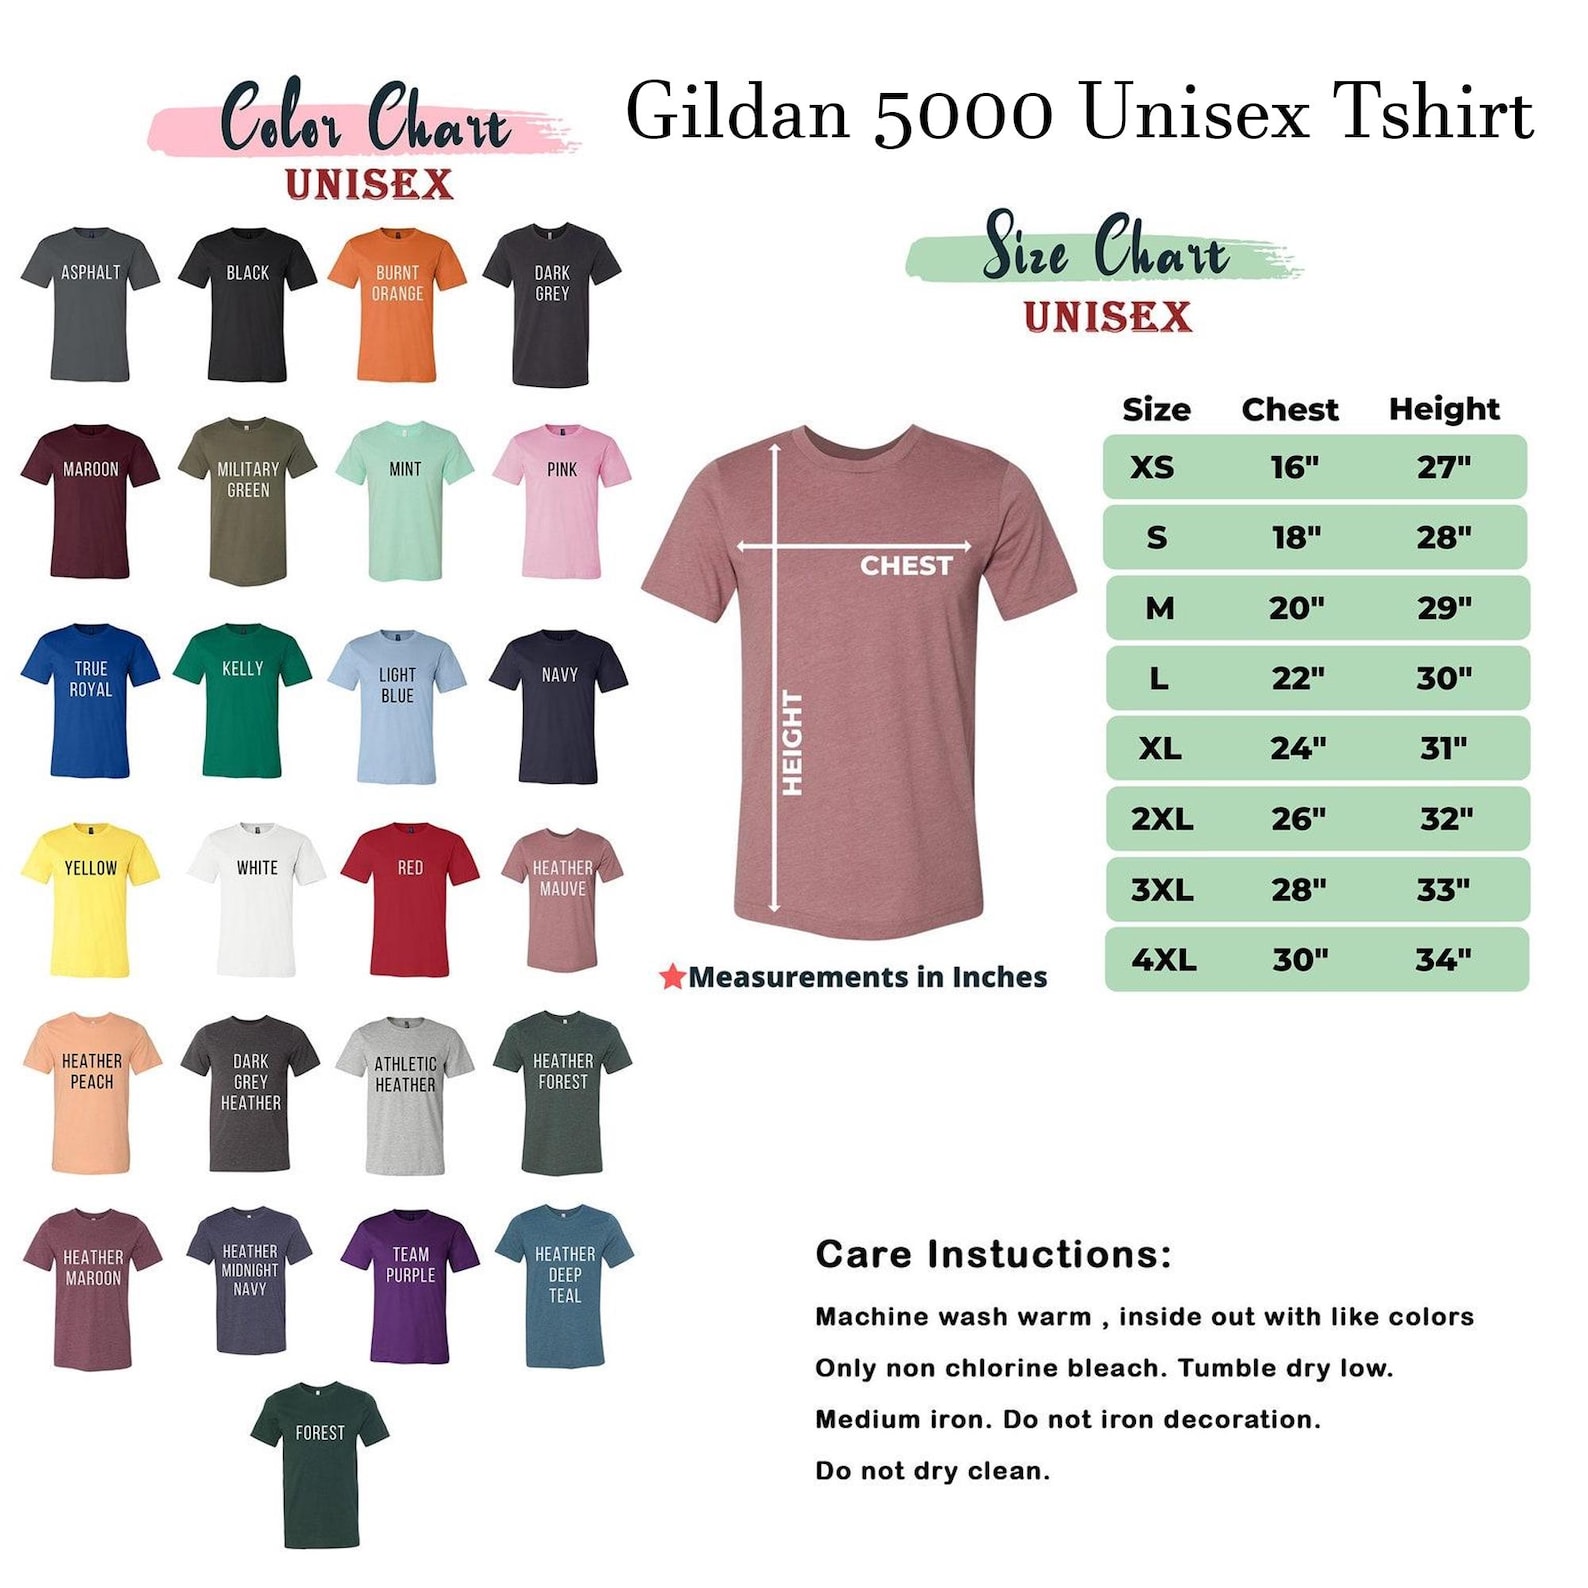 Color Chart
UNISEX
Gildan 5000 Unisex Tshirt
Size Chart
UNISEX
ASPHALT
BLACK
BURNT
ORANGE
DARK
GREY
MAROON
MILITARY
GREEN
MINT
PINK
TRUE
ROYAL
KELLY
LIGHT
BLUE
NAVY
YELLOW
WHITE
RED
HEATHER
MAUVE
HEATHER
PEACH
DARK
GREY
HEATHER
ATHLETIC
HEATHER
HEATHER
FOREST
HEATHER
MAROON
HEATHER
MIDNIGHT
NAVY
TEAM
PURPLE
HEATHER
DEEP
TEAL
FOREST
CHEST
HEIGHT
Measurements in Inches
Size Chest Height
XS 16" 27"
S 18" 28"
M 20" 29"
L 22" 30"
XL 24" 31"
2XL 26" 32"
3XL 28" 33"
4XL 30" 34"
Care Instuctions:
Machine wash warm , inside out with like colors
Only non chlorine bleach. Tumble dry low.
Medium iron. Do not iron decoration.
Do not dry clean.